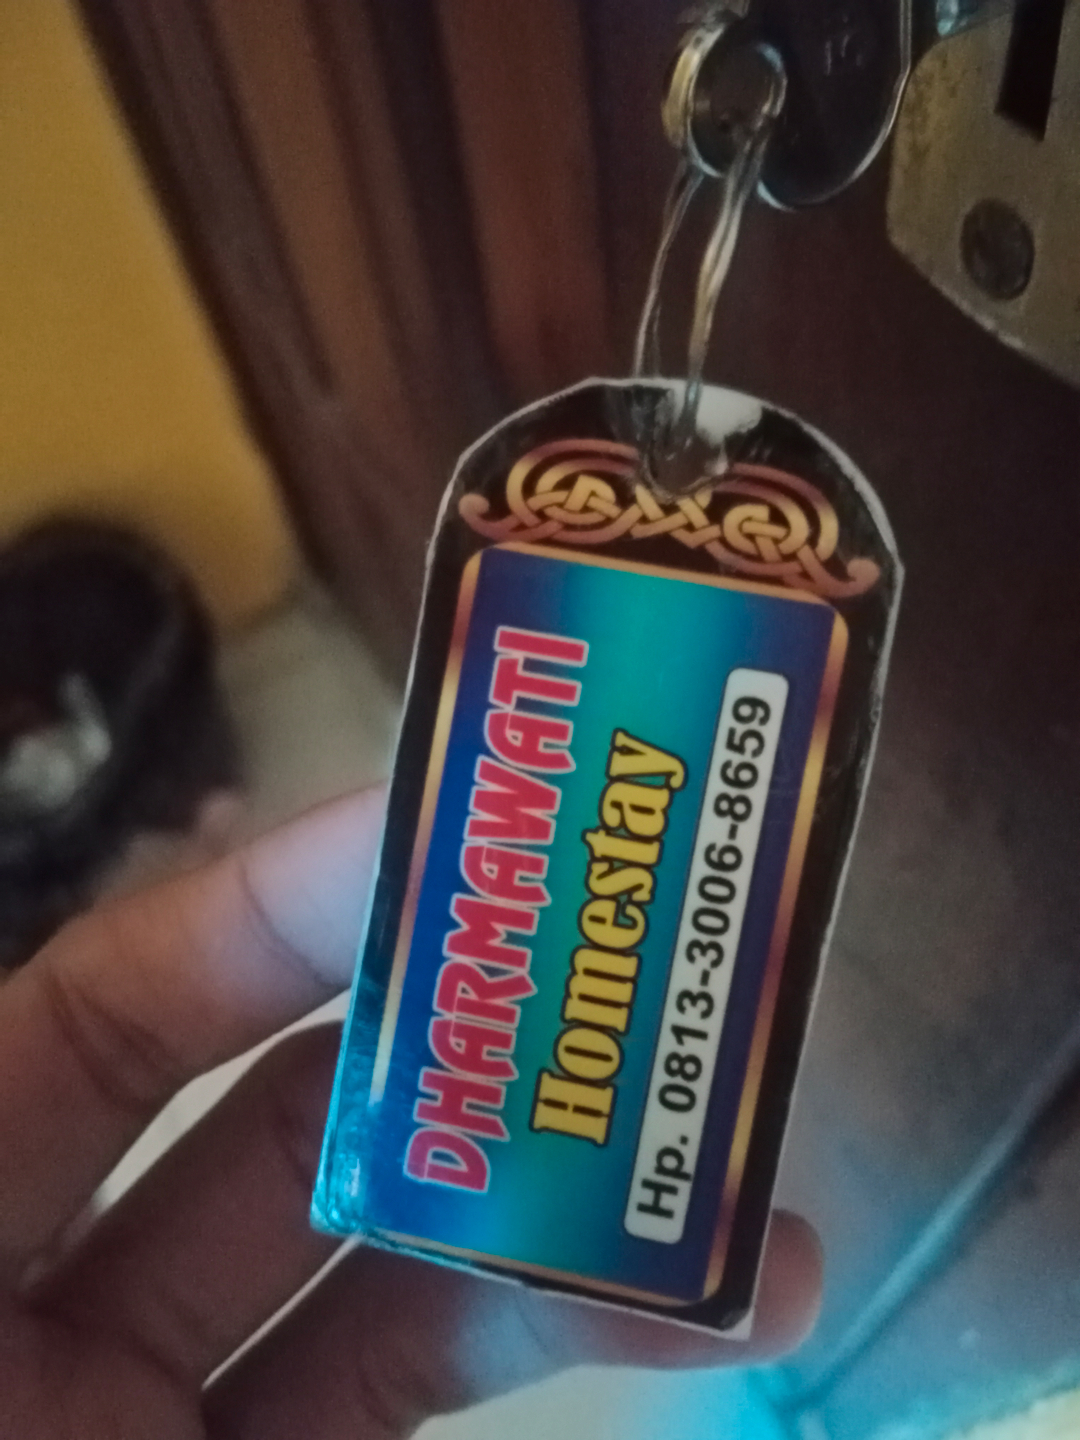 DHARMAWATI
Homestay
Hp. 0813-3006-8659